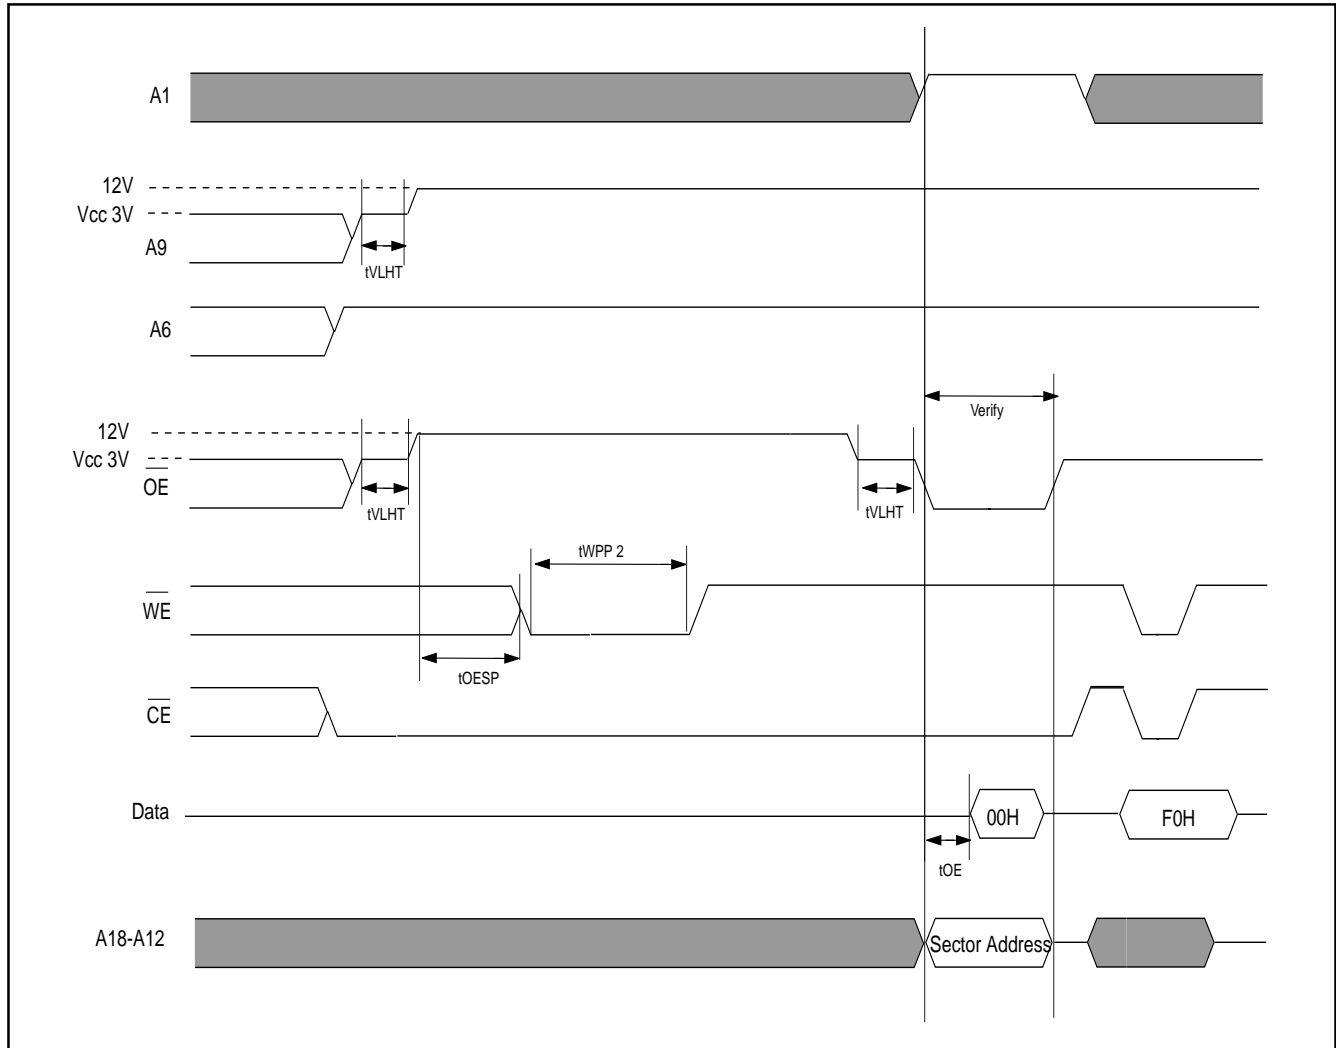 A1
12V
Vcc 3V
A9
tVLHT
A6
Verify
12V
Vcc 3V
OE
tVLHT
tVLHT
tWPP 2
WE
tOESP
CE
Data
00H
F0H
tOE
A18-A12
Sector Address